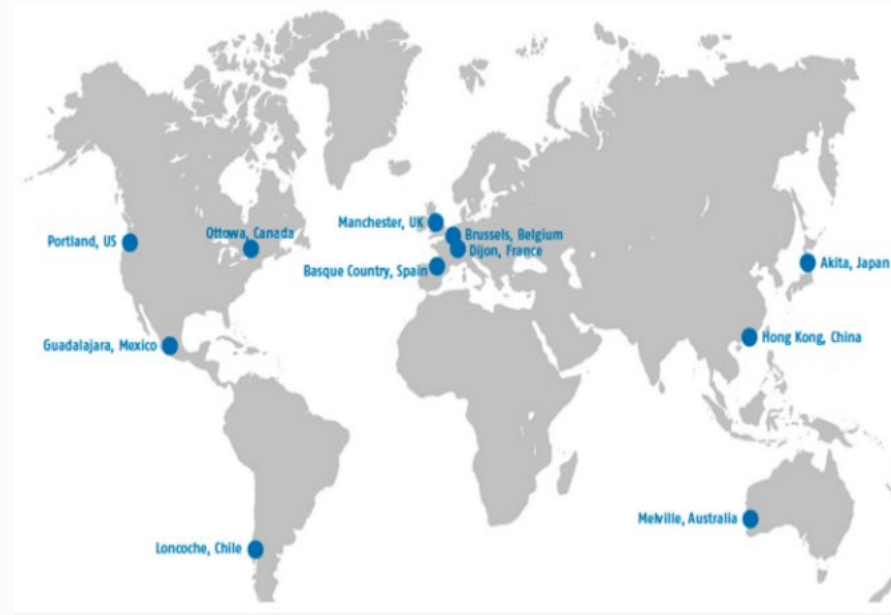 Manchester, UK
Ottowa, Canada
Portland, US
Brussels, Belgium
Dijon, France
Basque Country, Spain
Akita, Japan
Guadalajara, Mexico
Hong Kong, China
Melville, Australia
Loncoche, Chile